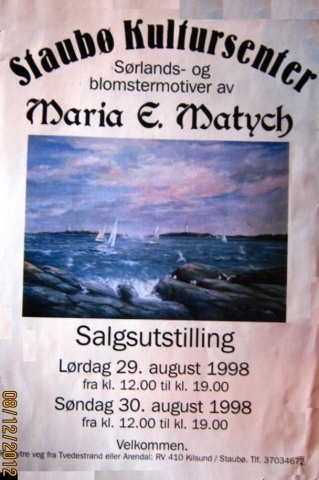 Staubø Kultursenter
Sørlands- og
blomstermotiver av
Maria E. Matych
Salgsutstilling
Lørdag 29. august 1998
fra kl. 12.00 til kl. 19.00
Søndag 30. august 1998
fra kl. 12.00 til kl. 19.00
Velkommen.
veg fra Tvedestrand eller Arendal: RV 410 Kilsund / Staubø. Tlf. 37034672
08/12/2012